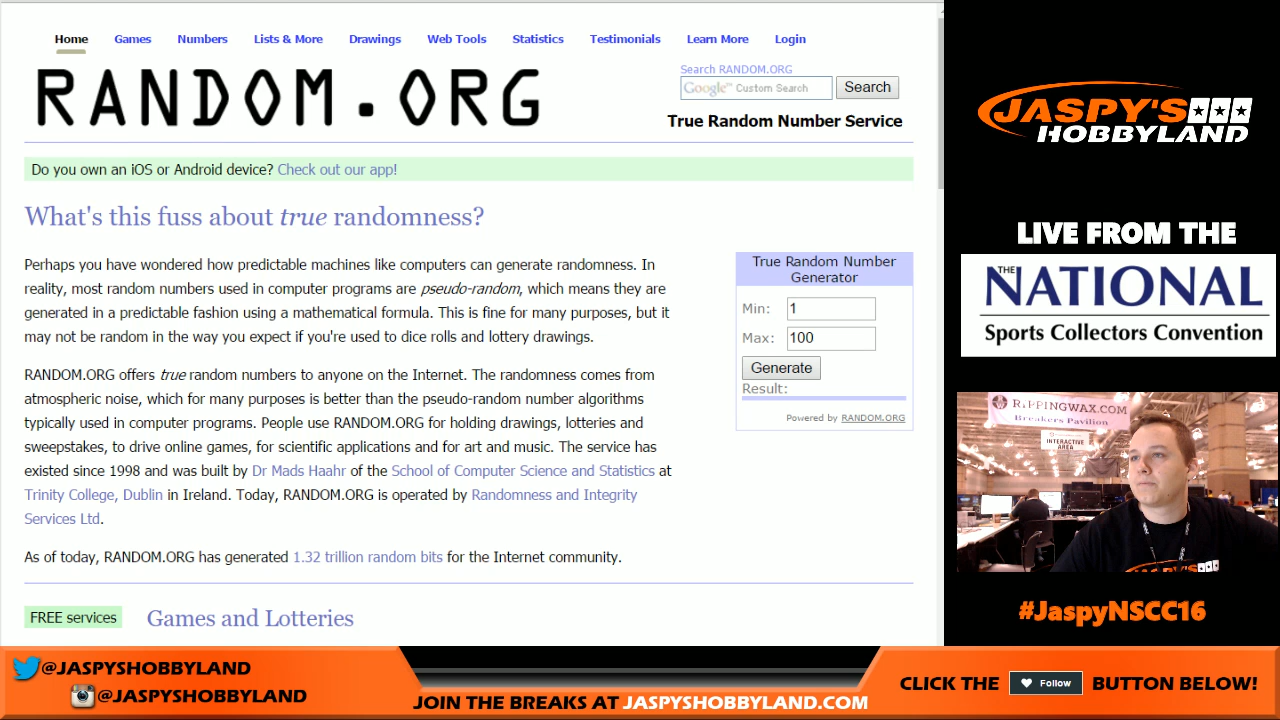 Home Games Numbers Lists & More Drawings Web Tools Statistics Testimonials Learn More Login
RANDOM.ORG
Search RANDOM.ORG
Google™ Custom Search Search
True Random Number Service
Do you own an iOS or Android device? Check out our app!
What's this fuss about true randomness?
Perhaps you have wondered how predictable machines like computers can generate randomness. In
reality, most random numbers used in computer programs are pseudo-random, which means they are
generated in a predictable fashion using a mathematical formula. This is fine for many purposes, but it
may not be random in the way you expect if you're used to dice rolls and lottery drawings.
RANDOM.ORG offers true random numbers to anyone on the Internet. The randomness comes from
atmospheric noise, which for many purposes is better than the pseudo-random number algorithms
typically used in computer programs. People use RANDOM.ORG for holding drawings, lotteries and
sweepstakes, to drive online games, for scientific applications and for art and music. The service has
existed since 1998 and was built by Dr Mads Haahr of the School of Computer Science and Statistics at
Trinity College, Dublin in Ireland. Today, RANDOM.ORG is operated by Randomness and Integrity
Services Ltd.
As of today, RANDOM.ORG has generated 1.32 trillion random bits for the Internet community.
True Random Number
Generator
Min: 1
Max: 100
Generate
Result:
Powered by RANDOM.ORG
FREE services Games and Lotteries
JASPY'S
HOBBYLAND
LIVE FROM THE
THE NATIONAL
Sports Collectors Convention
RIPPINGWAX.COM
Breakers Pavilion
INTERACTIVE
AREA
JASPY'S
#JaspyNSCC16
@JASPYSHOBBYLAND
@JASPYSHOBBYLAND
JOIN THE BREAKS AT JASPYSHOBBYLAND.COM
CLICK THE Follow BUTTON BELOW!